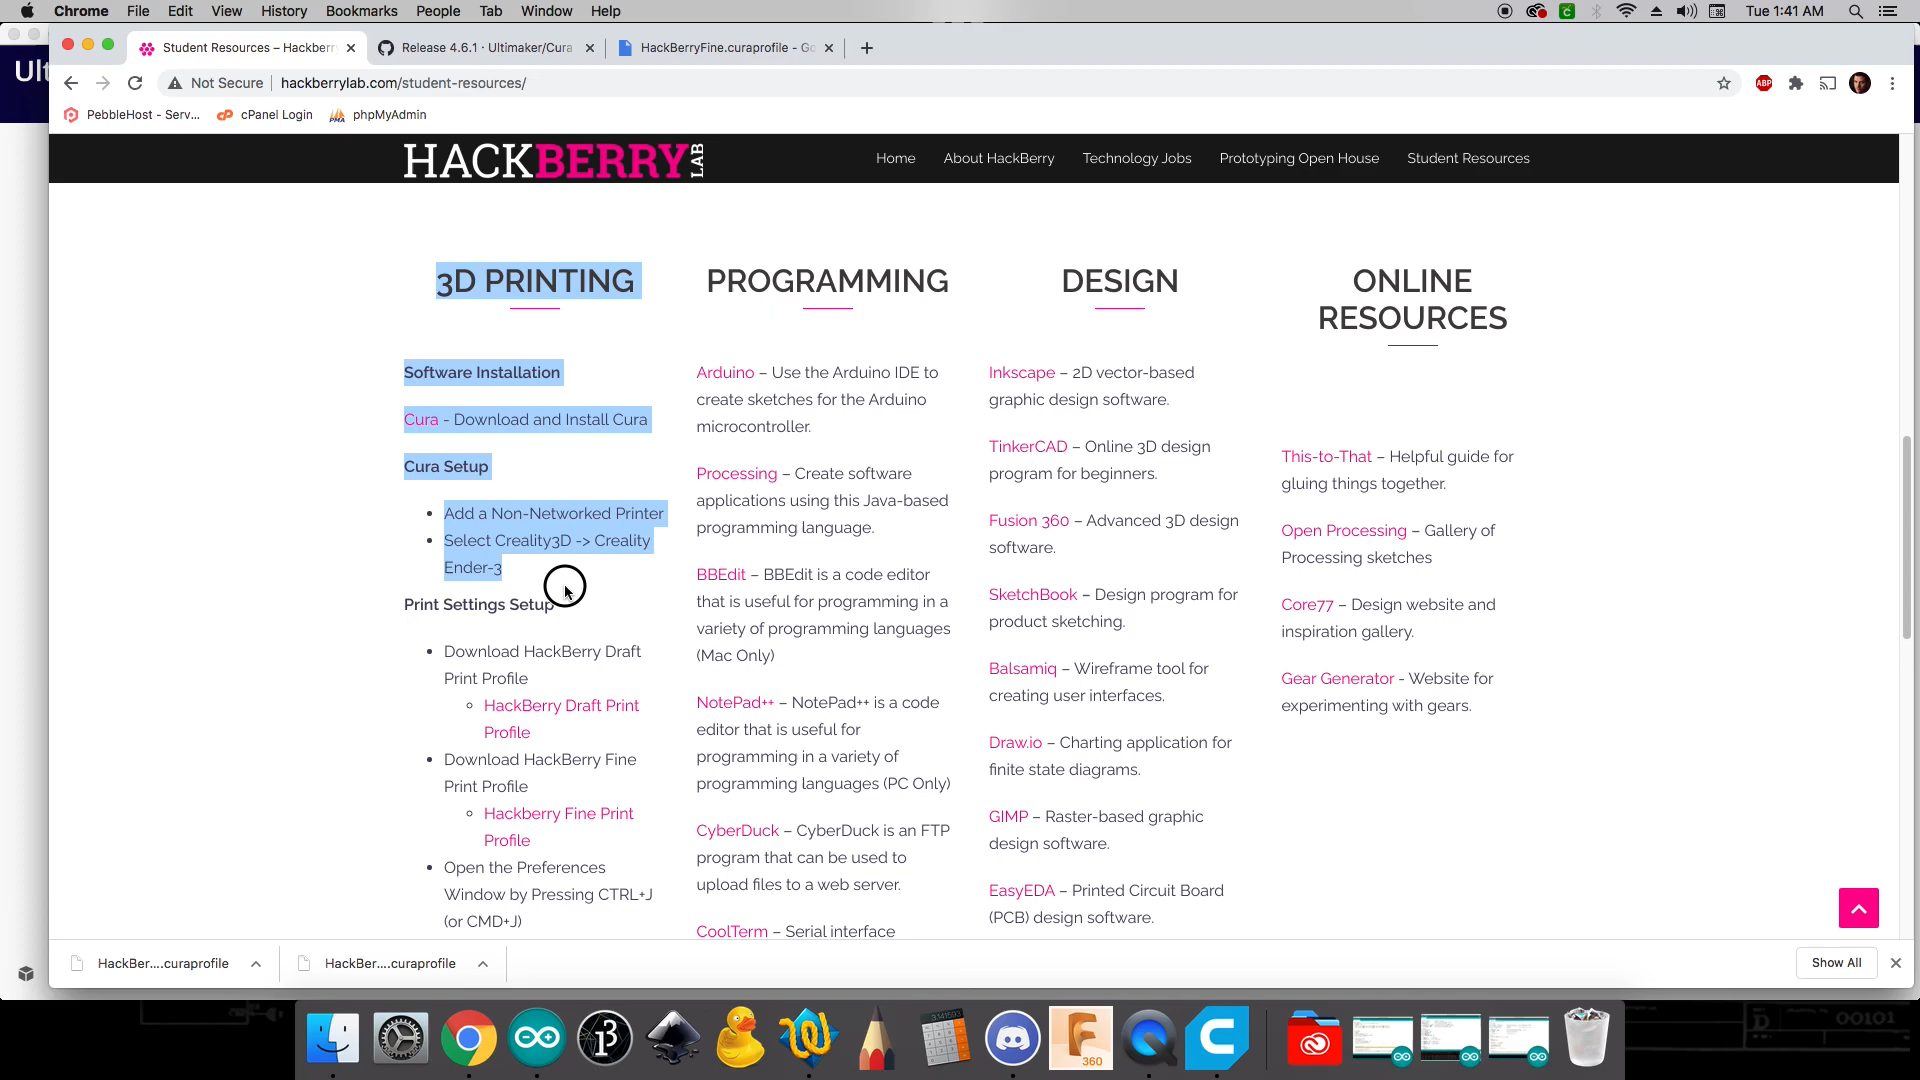 Chrome File Edit View History Bookmarks People Tab Window Help Tue 1:41 AM
Ult
Student Resources – Hackberry Release 4.6.1 · Ultimaker/Cura HackBerryFine.curaprofile - Go
Not Secure hackberrylab.com/student-resources/ ABP
PebbleHost - Serv... cPanel Login phpMyAdmin
HACKBERRY LAB
Home About HackBerry Technology Jobs Prototyping Open House Student Resources
3D PRINTING
Software Installation
Cura - Download and Install Cura
Cura Setup
• Add a Non-Networked Printer
• Select Creality3D -> Creality
Ender-3
Print Settings Setup
• Download HackBerry Draft
Print Profile
HackBerry Draft Print
Profile
• Download HackBerry Fine
Print Profile
Hackberry Fine Print
Profile
• Open the Preferences
Window by Pressing CTRL+J
(or CMD+J)
PROGRAMMING
Arduino – Use the Arduino IDE to
create sketches for the Arduino
microcontroller.
Processing – Create software
applications using this Java-based
programming language.
BBEdit – BBEdit is a code editor
that is useful for programming in a
variety of programming languages
(Mac Only)
NotePad++ – NotePad++ is a code
editor that is useful for
programming in a variety of
programming languages (PC Only)
CyberDuck – CyberDuck is an FTP
program that can be used to
upload files to a web server.
CoolTerm – Serial interface
DESIGN
Inkscape – 2D vector-based
graphic design software.
TinkerCAD – Online 3D design
program for beginners.
Fusion 360 – Advanced 3D design
software.
SketchBook – Design program for
product sketching.
Balsamiq – Wireframe tool for
creating user interfaces.
Draw.io – Charting application for
finite state diagrams.
GIMP – Raster-based graphic
design software.
EasyEDA – Printed Circuit Board
(PCB) design software.
ONLINE
RESOURCES
This-to-That – Helpful guide for
gluing things together.
Open Processing – Gallery of
Processing sketches
Core77 – Design website and
inspiration gallery.
Gear Generator - Website for
experimenting with gears.
HackBer....curaprofile HackBer....curaprofile Show All
360
00101